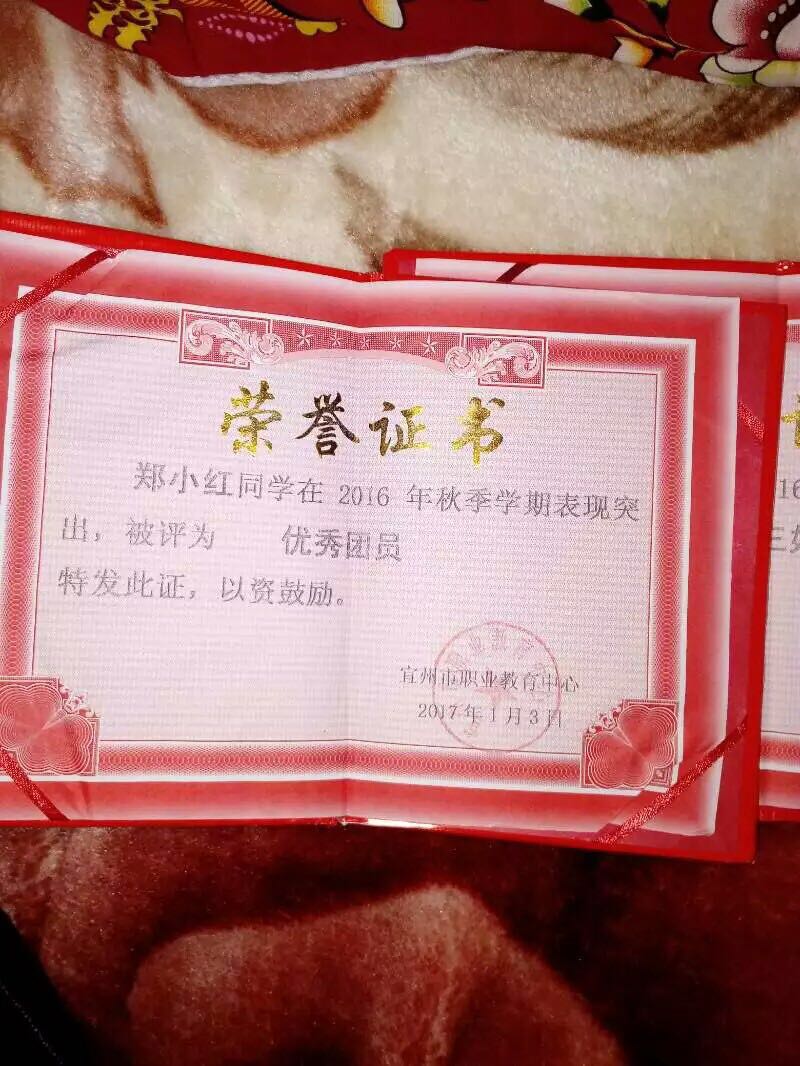 荣誉证书
郑小红同学在 2016 年秋季学期表现突
出，被评为 优秀团员
特发此证，以资鼓励。
宜州市职业教育中心
2017年1月3日